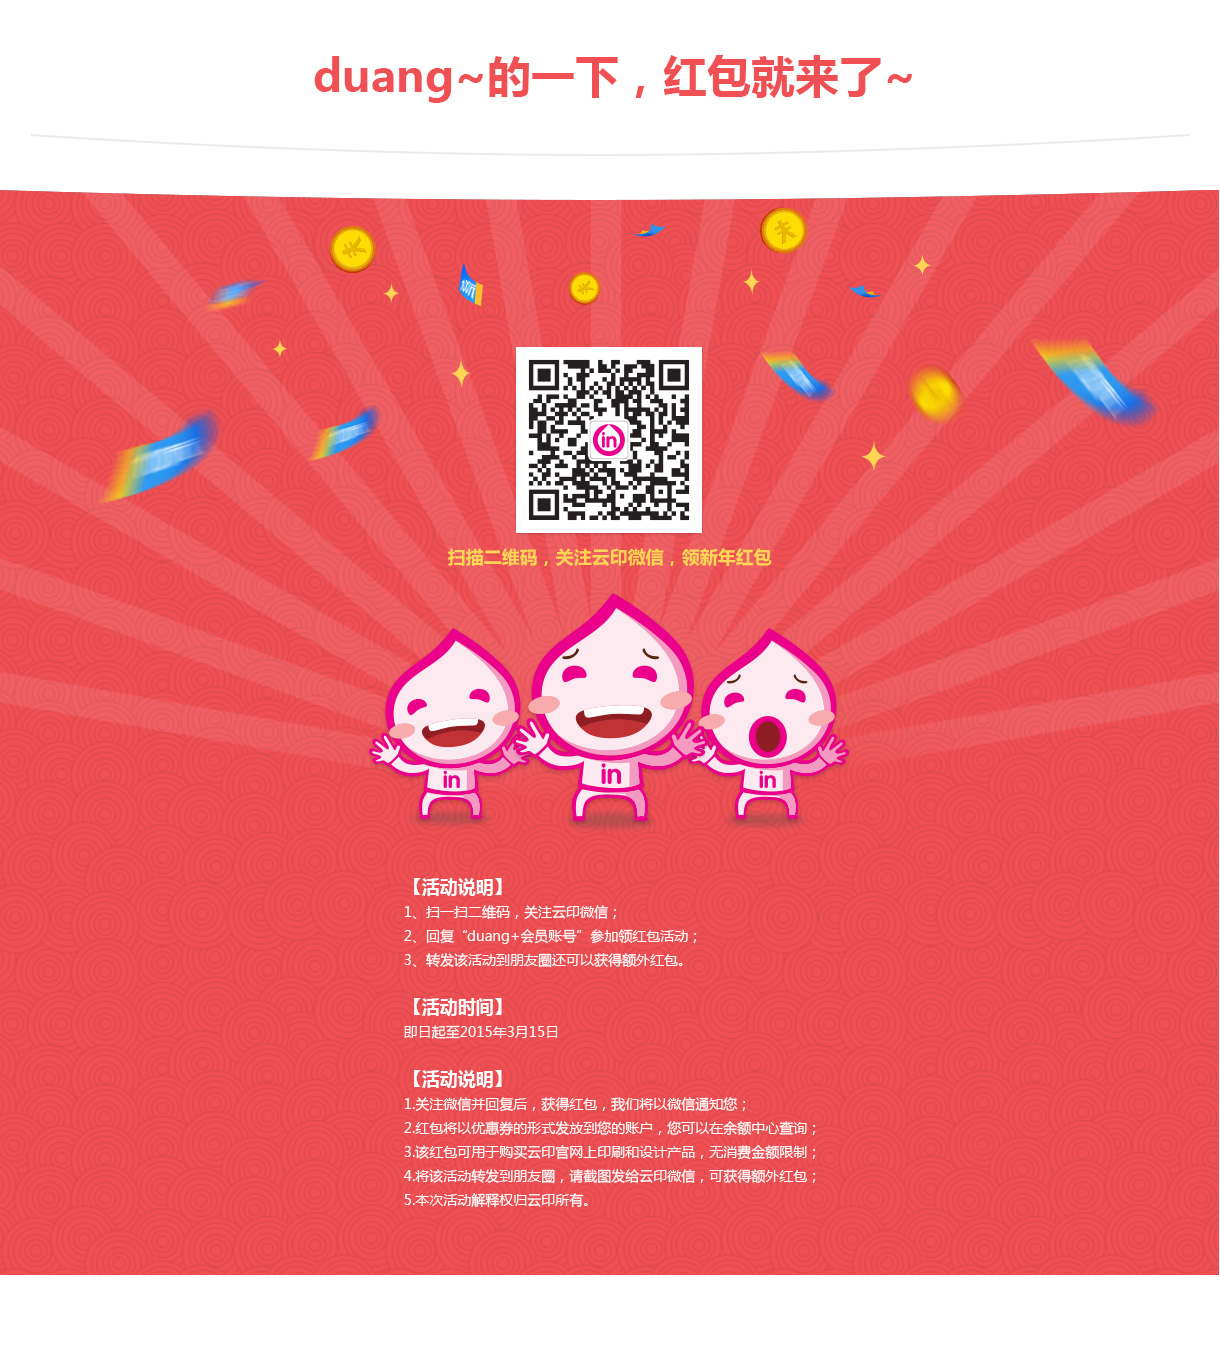 duang~的一下，红包就来了~
in
扫描二维码，关注云印微信，领新年红包
in
in
in
【活动说明】
1、扫一扫二维码，关注云印微信；
2、回复“duang+会员账号”参加领红包活动；
3、转发该活动到朋友圈还可以获得额外红包。
【活动时间】
即日起至2015年3月15日
【活动说明】
1.关注微信并回复后，获得红包，我们将以微信通知您；
2.红包将以优惠券的形式发放到您的账户，您可以在余额中心查询；
3.该红包可用于购买云印官网上印刷和设计产品，无消费金额限制；
4.将该活动转发到朋友圈，请截图发给云印微信，可获得额外红包；
5.本次活动解释权归云印所有。